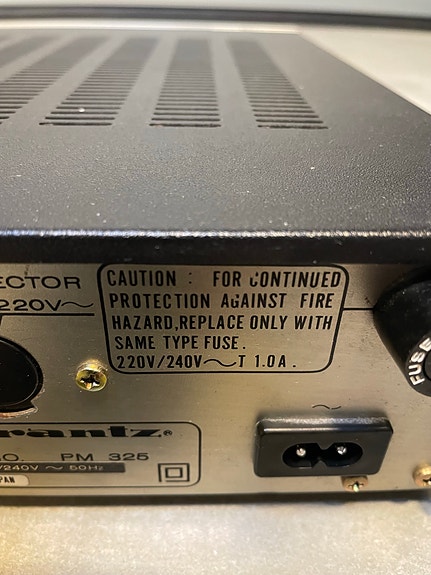 ECTOR
220V~
CAUTION : FOR CONTINUED
PROTECTION AGAINST FIRE
HAZARD,REPLACE ONLY WITH
SAME TYPE FUSE.
220V/240V~T 1.0A.
FUSE
rantz®
NO. PM 325
/240V ~ 50Hz
PAN